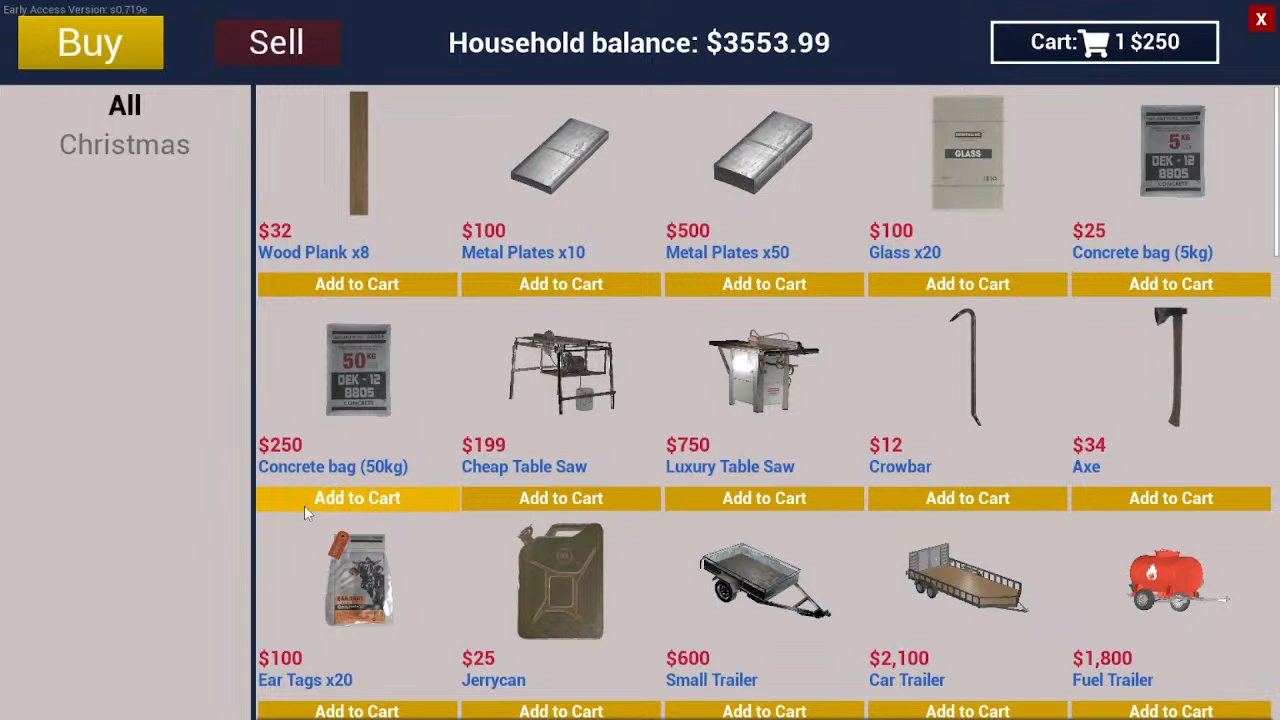 Early Access Version: s0.719e
Buy
Sell
Household balance: $3553.99
Cart: 1 $250
X
All
Christmas
GLASS
5KG
DEK - 12
8805
CONCRETE
$32
$100
$500
$100
$25
Wood Plank x8
Metal Plates x10
Metal Plates x50
Glass x20
Concrete bag (5kg)
Add to Cart
Add to Cart
Add to Cart
Add to Cart
Add to Cart
50KG
DEK - 12
8805
CONCRETE
$250
$199
$750
$12
$34
Concrete bag (50kg)
Cheap Table Saw
Luxury Table Saw
Crowbar
Axe
Add to Cart
Add to Cart
Add to Cart
Add to Cart
Add to Cart
EAR TAGS
$100
$25
$600
$2,100
$1,800
Ear Tags x20
Jerrycan
Small Trailer
Car Trailer
Fuel Trailer
Add to Cart
Add to Cart
Add to Cart
Add to Cart
Add to Cart